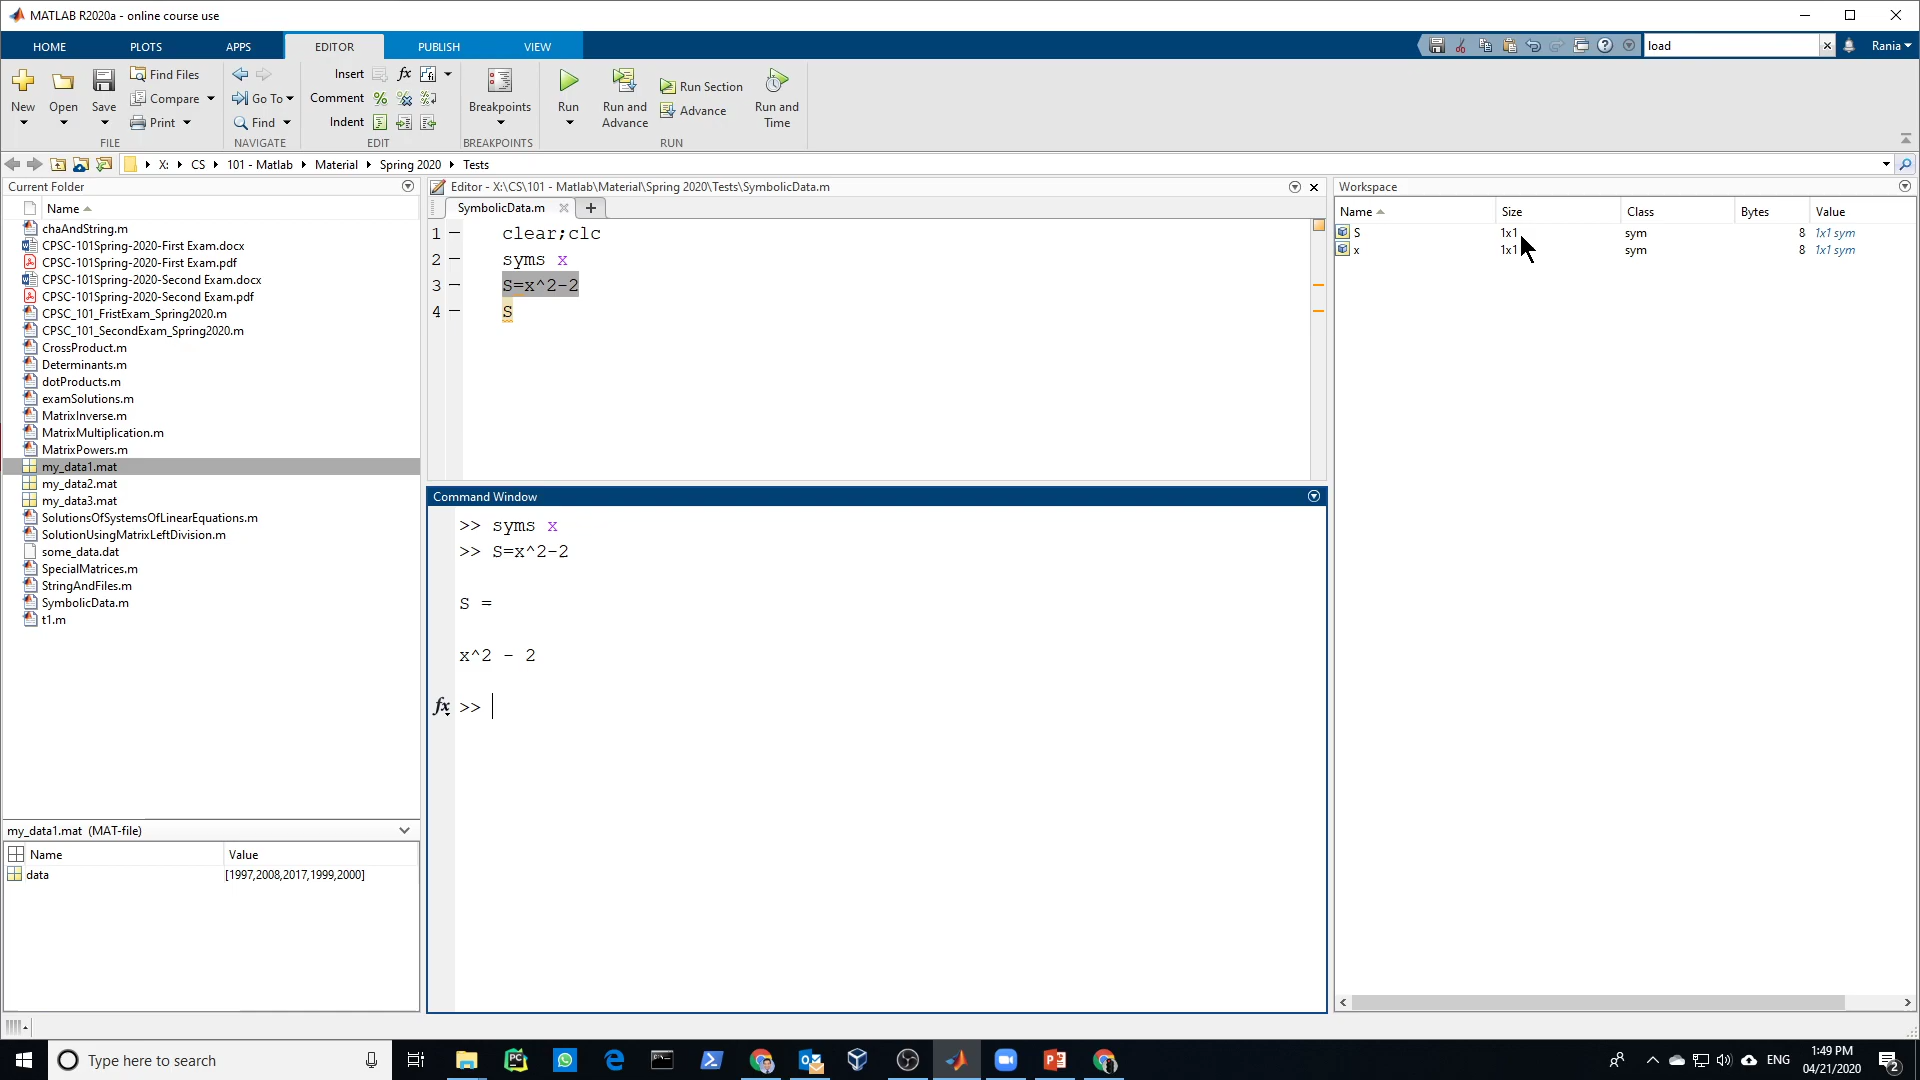 MATLAB R2020a - online course use
HOME PLOTS APPS EDITOR PUBLISH VIEW
load
Rania
New Open Save
Find Files
Compare
Print
FILE
Go To
Find
NAVIGATE
Insert fx
Comment
Indent
EDIT
Breakpoints
BREAKPOINTS
Run
Run and Advance
Run Section
Advance
Run and Time
RUN
X: CS 101 - Matlab Material Spring 2020 Tests
Current Folder
Name
chaAndString.m
CPSC-101Spring-2020-First Exam.docx
CPSC-101Spring-2020-First Exam.pdf
CPSC-101Spring-2020-Second Exam.docx
CPSC-101Spring-2020-Second Exam.pdf
CPSC_101_FristExam_Spring2020.m
CPSC_101_SecondExam_Spring2020.m
CrossProduct.m
Determinants.m
dotProducts.m
examSolutions.m
MatrixInverse.m
MatrixMultiplication.m
MatrixPowers.m
my_data1.mat
my_data2.mat
my_data3.mat
SolutionsOfSystemsOfLinearEquations.m
SolutionUsingMatrixLeftDivision.m
some_data.dat
SpecialMatrices.m
StringAndFiles.m
SymbolicData.m
t1.m
my_data1.mat (MAT-file)
Name Value
data [1997,2008,2017,1999,2000]
Editor - X:\CS\101 - Matlab\Material\Spring 2020\Tests\SymbolicData.m
SymbolicData.m
1 clear;clc
2 syms x
3 S=x^2-2
4 S
Command Window
>> syms x
>> S=x^2-2
S =
x^2 - 2
fx >>
Workspace
Name Size Class Bytes Value
S 1x1 sym 8 1x1 sym
x 1x1 sym 8 1x1 sym
Type here to search
ENG
1:49 PM
04/21/2020
2